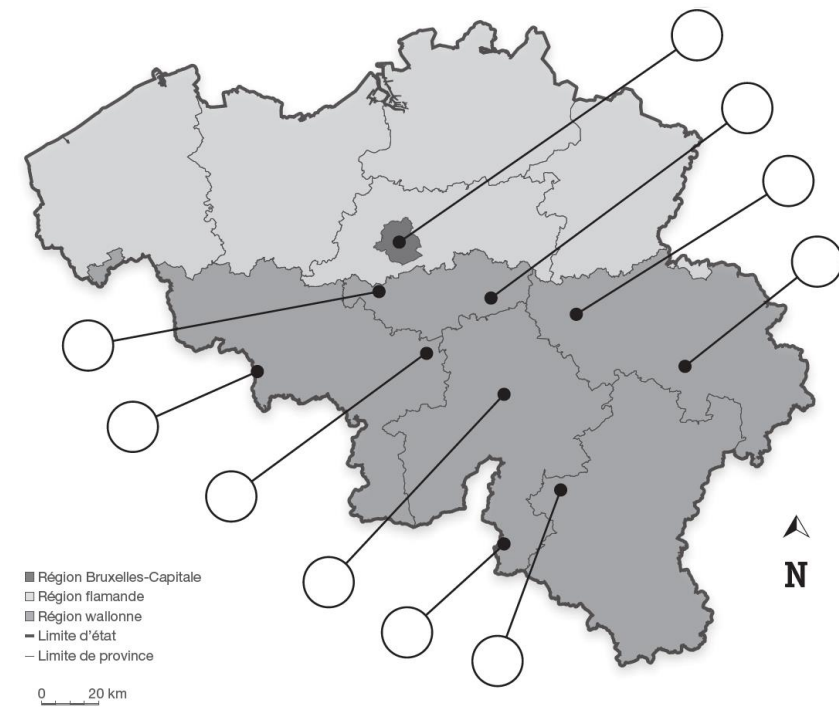 N
Région Bruxelles-Capitale
Région flamande
Région wallonne
Limite d'état
Limite de province
0 20 km